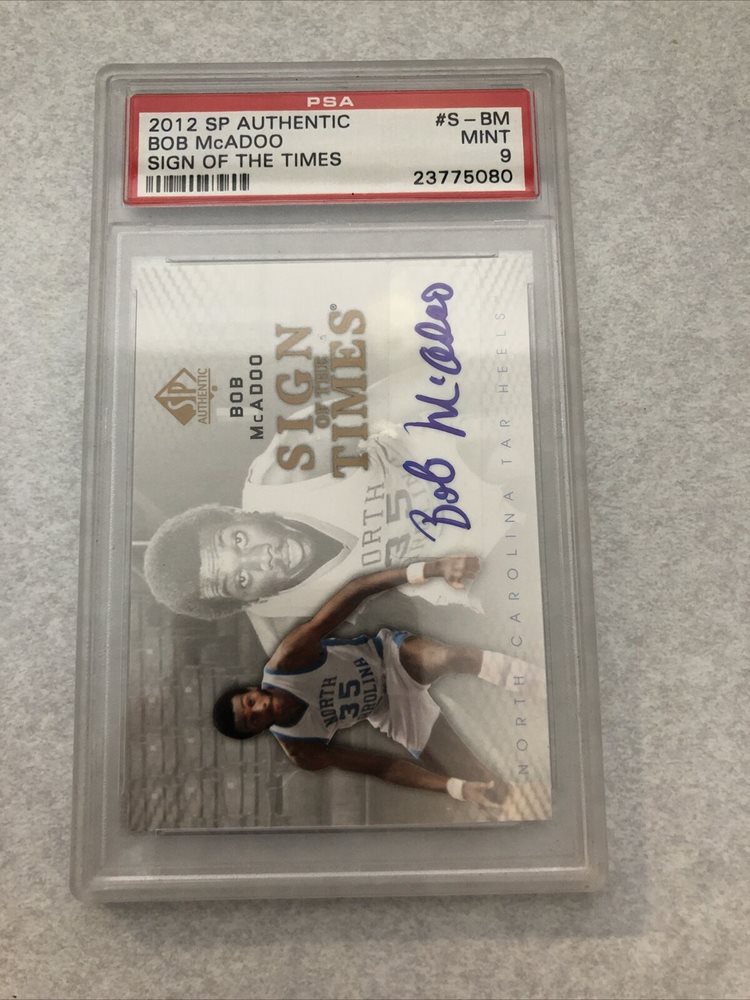 PSA
2012 SP AUTHENTIC #S-BM
BOB McADOO MINT
SIGN OF THE TIMES 9
23775080
SP
AUTHENTIC
BOB
McADOO
SIGN
OF THE
TIMES®
Bob McAdoo
NORTH CAROLINA TAR HEELS
ORTH
35
NORTH
35
CAROLINA